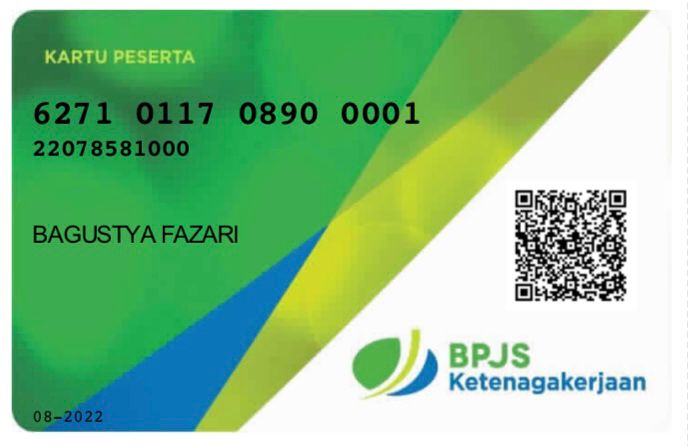 KARTU PESERTA
6271 0117 0890 0001
22078581000
BAGUSTYA FAZARI
BPJS
Ketenagakerjaan
08-2022